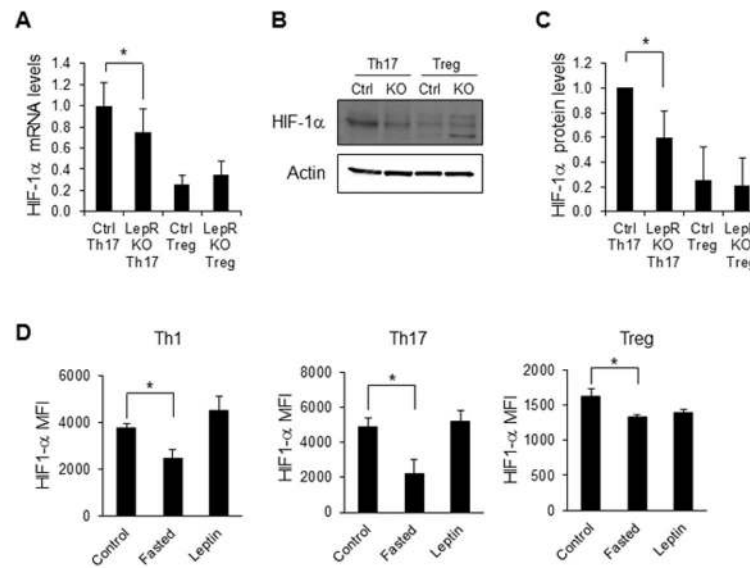 A
HIF-1α mRNA levels
1.4
1.2
1.0
0.8
0.6
0.4
0.2
0.0
*
Ctrl Th17
LepR KO Th17
Ctrl Treg
LepR KO Treg
B
Th17 Treg
Ctrl KO Ctrl KO
HIF-1α
Actin
C
HIF-1α protein levels
1.2
1.0
0.8
0.6
0.4
0.2
0.0
*
Ctrl Th17
LepR KO Th17
Ctrl Treg
LepR KO Treg
D
Th1
HIF1-α MFI
6000
4000
2000
0
*
Control
Fasted
Leptin
Th17
HIF1-α MFI
8000
6000
4000
2000
0
*
Control
Fasted
Leptin
Treg
HIF1-α MFI
2000
1500
1000
500
0
*
Control
Fasted
Leptin